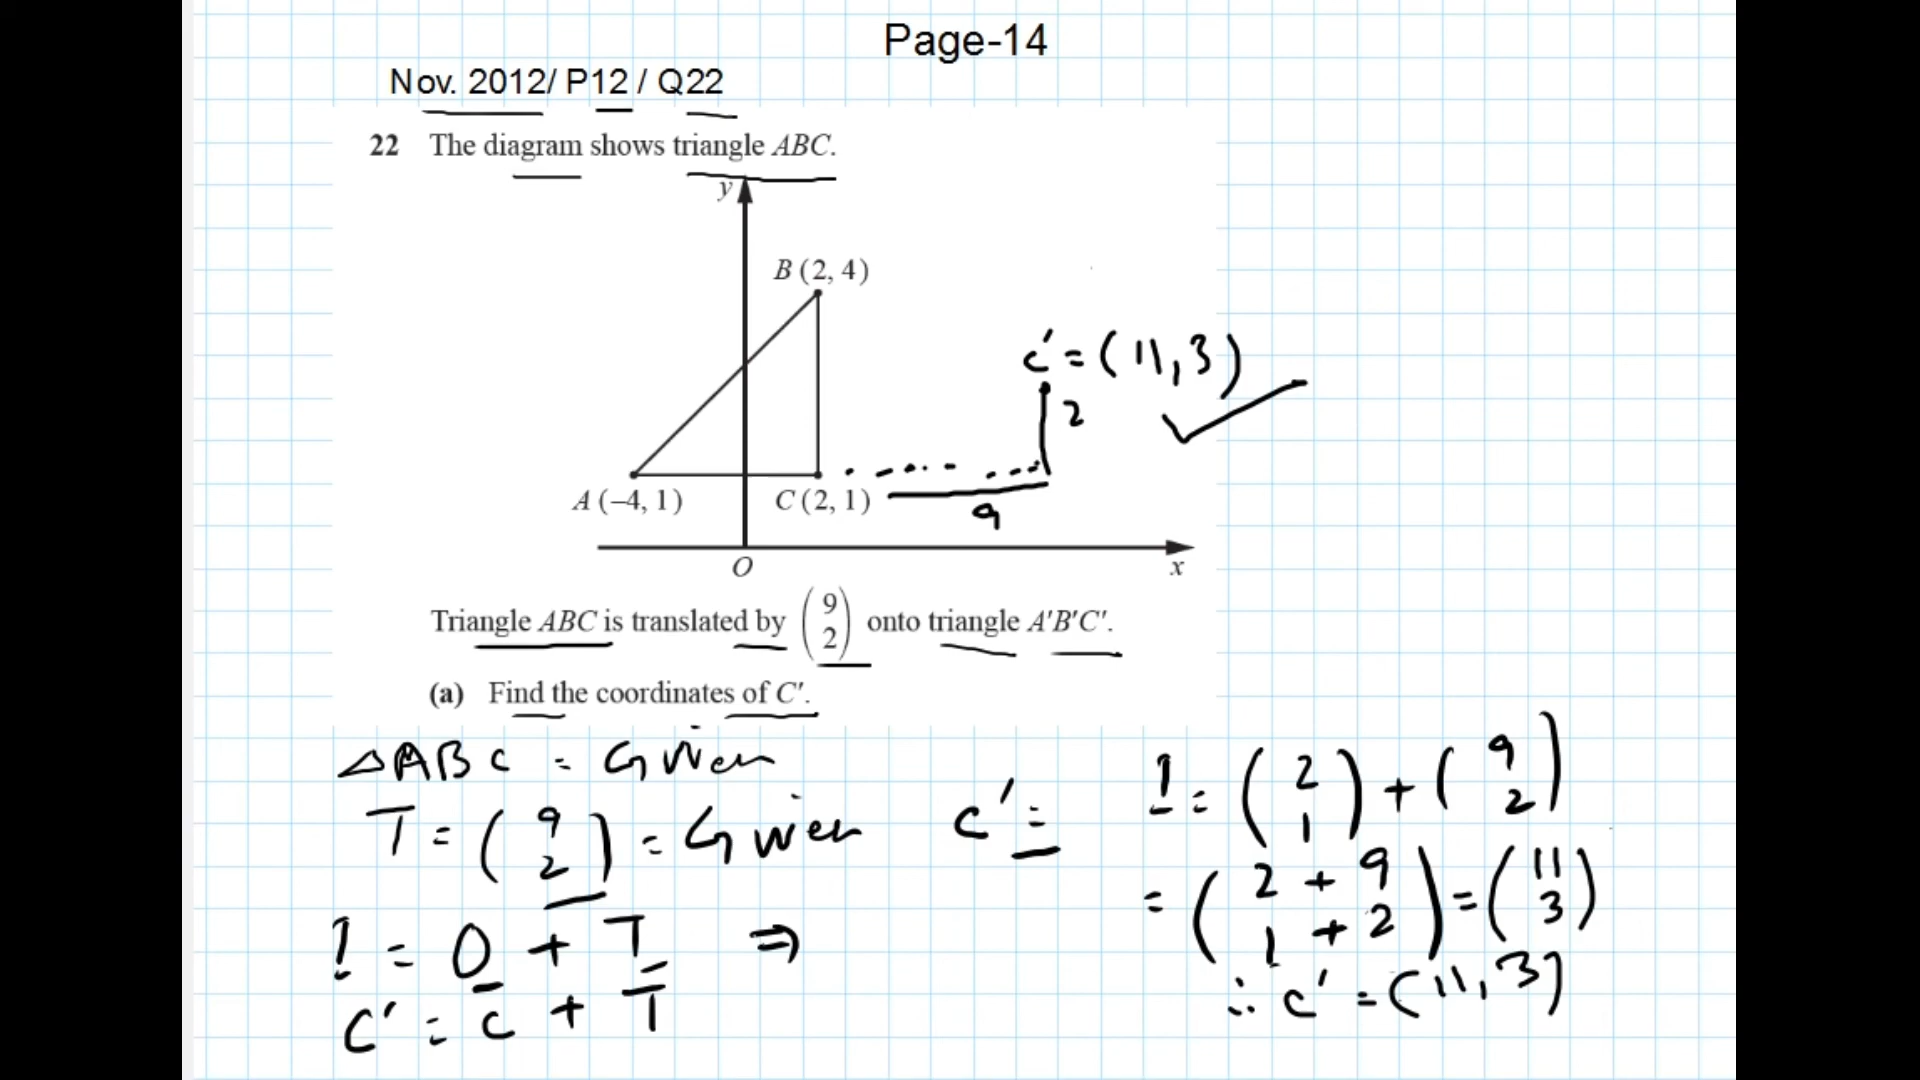 Page-14
Nov. 2012/ P12 / Q22
22 The diagram shows triangle ABC.
y
B (2, 4)
c' = (11,3)
2
A (–4, 1)
C (2, 1)
9
O
x
Triangle ABC is translated by (9 2) onto triangle A'B'C'.
(a) Find the coordinates of C'.
△ABC = Given
T = (9 2) = Given
I = O + T ⇒
C' = C + T
C' = I = (2 1) + (9 2)
= (2 + 9 1 + 2) = (11 3)
∴ C' = (11,3)